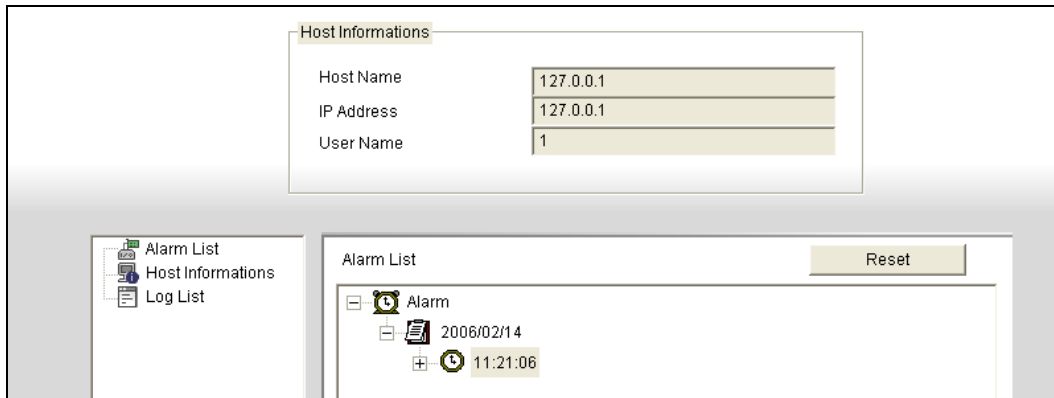 Host Informations
Host Name
127.0.0.1
IP Address
127.0.0.1
User Name
1
Alarm List
Host Informations
Log List
Alarm List
Reset
Alarm
2006/02/14
11:21:06